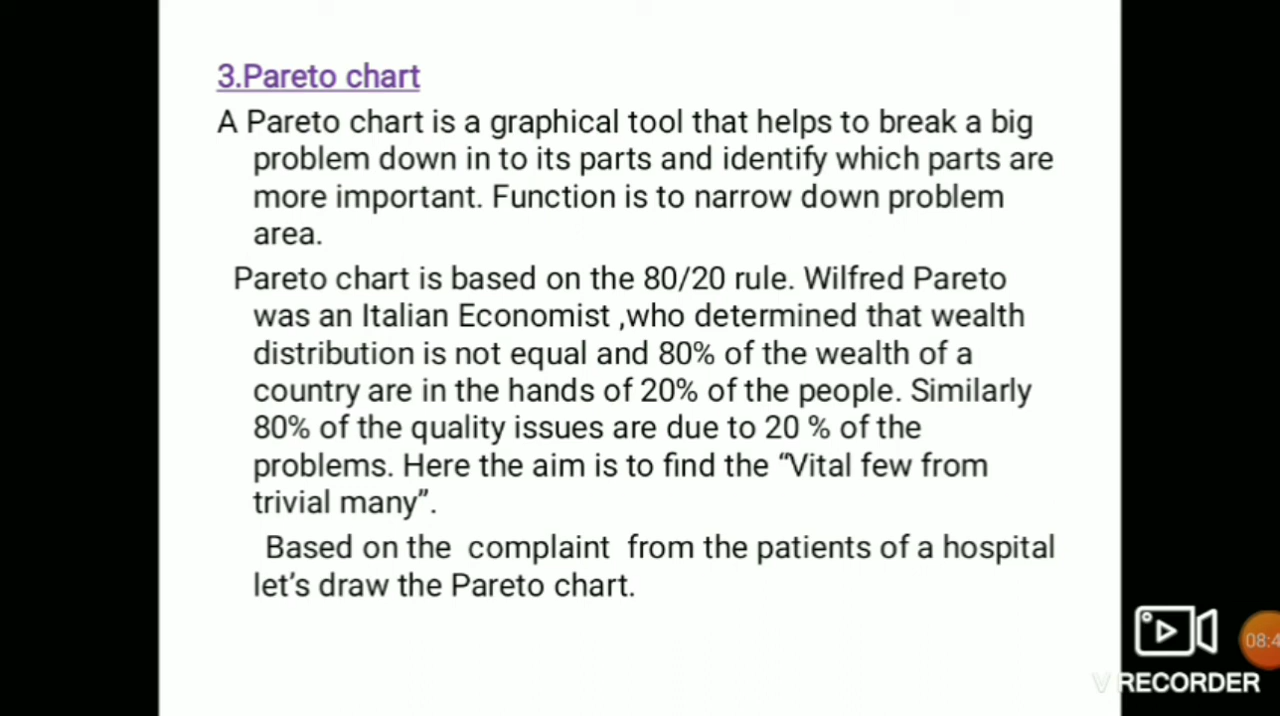 3.Pareto chart
A Pareto chart is a graphical tool that helps to break a big
problem down in to its parts and identify which parts are
more important. Function is to narrow down problem
area.
Pareto chart is based on the 80/20 rule. Wilfred Pareto
was an Italian Economist ,who determined that wealth
distribution is not equal and 80% of the wealth of a
country are in the hands of 20% of the people. Similarly
80% of the quality issues are due to 20 % of the
problems. Here the aim is to find the “Vital few from
trivial many”.
Based on the  complaint  from the patients of a hospital
let’s draw the Pareto chart.
08:4
V RECORDER